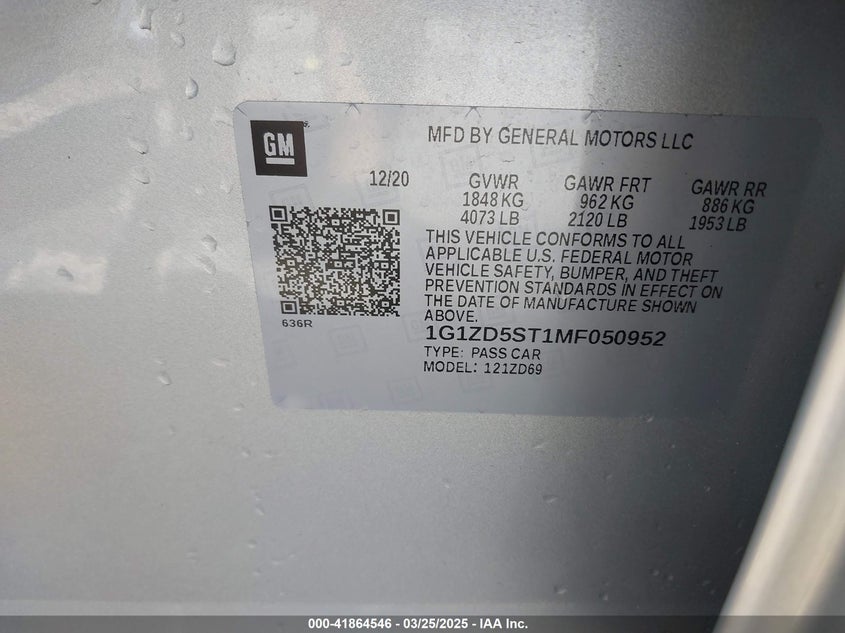 GM
MFD BY GENERAL MOTORS LLC
12/20 GVWR GAWR FRT GAWR RR
1848 KG 962 KG 886 KG
4073 LB 2120 LB 1953 LB
THIS VEHICLE CONFORMS TO ALL
APPLICABLE U.S. FEDERAL MOTOR
VEHICLE SAFETY, BUMPER, AND THEFT
PREVENTION STANDARDS IN EFFECT ON
THE DATE OF MANUFACTURE SHOWN
ABOVE.
636R
1G1ZD5ST1MF050952
TYPE: PASS CAR
MODEL: 121ZD69
000-41864546 — 03/25/2025 — IAA Inc.